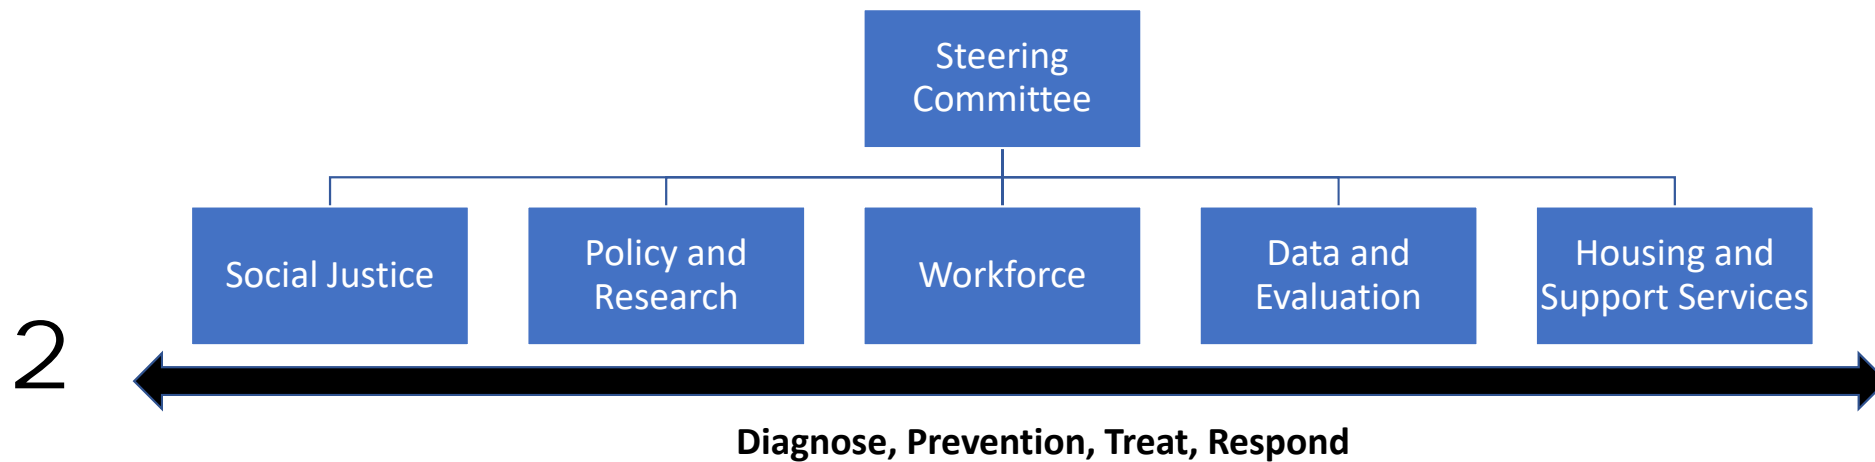 Steering
Committee
Social Justice
Policy and
Research
Workforce
Data and
Evaluation
Housing and
Support Services
2
Diagnose, Prevention, Treat, Respond